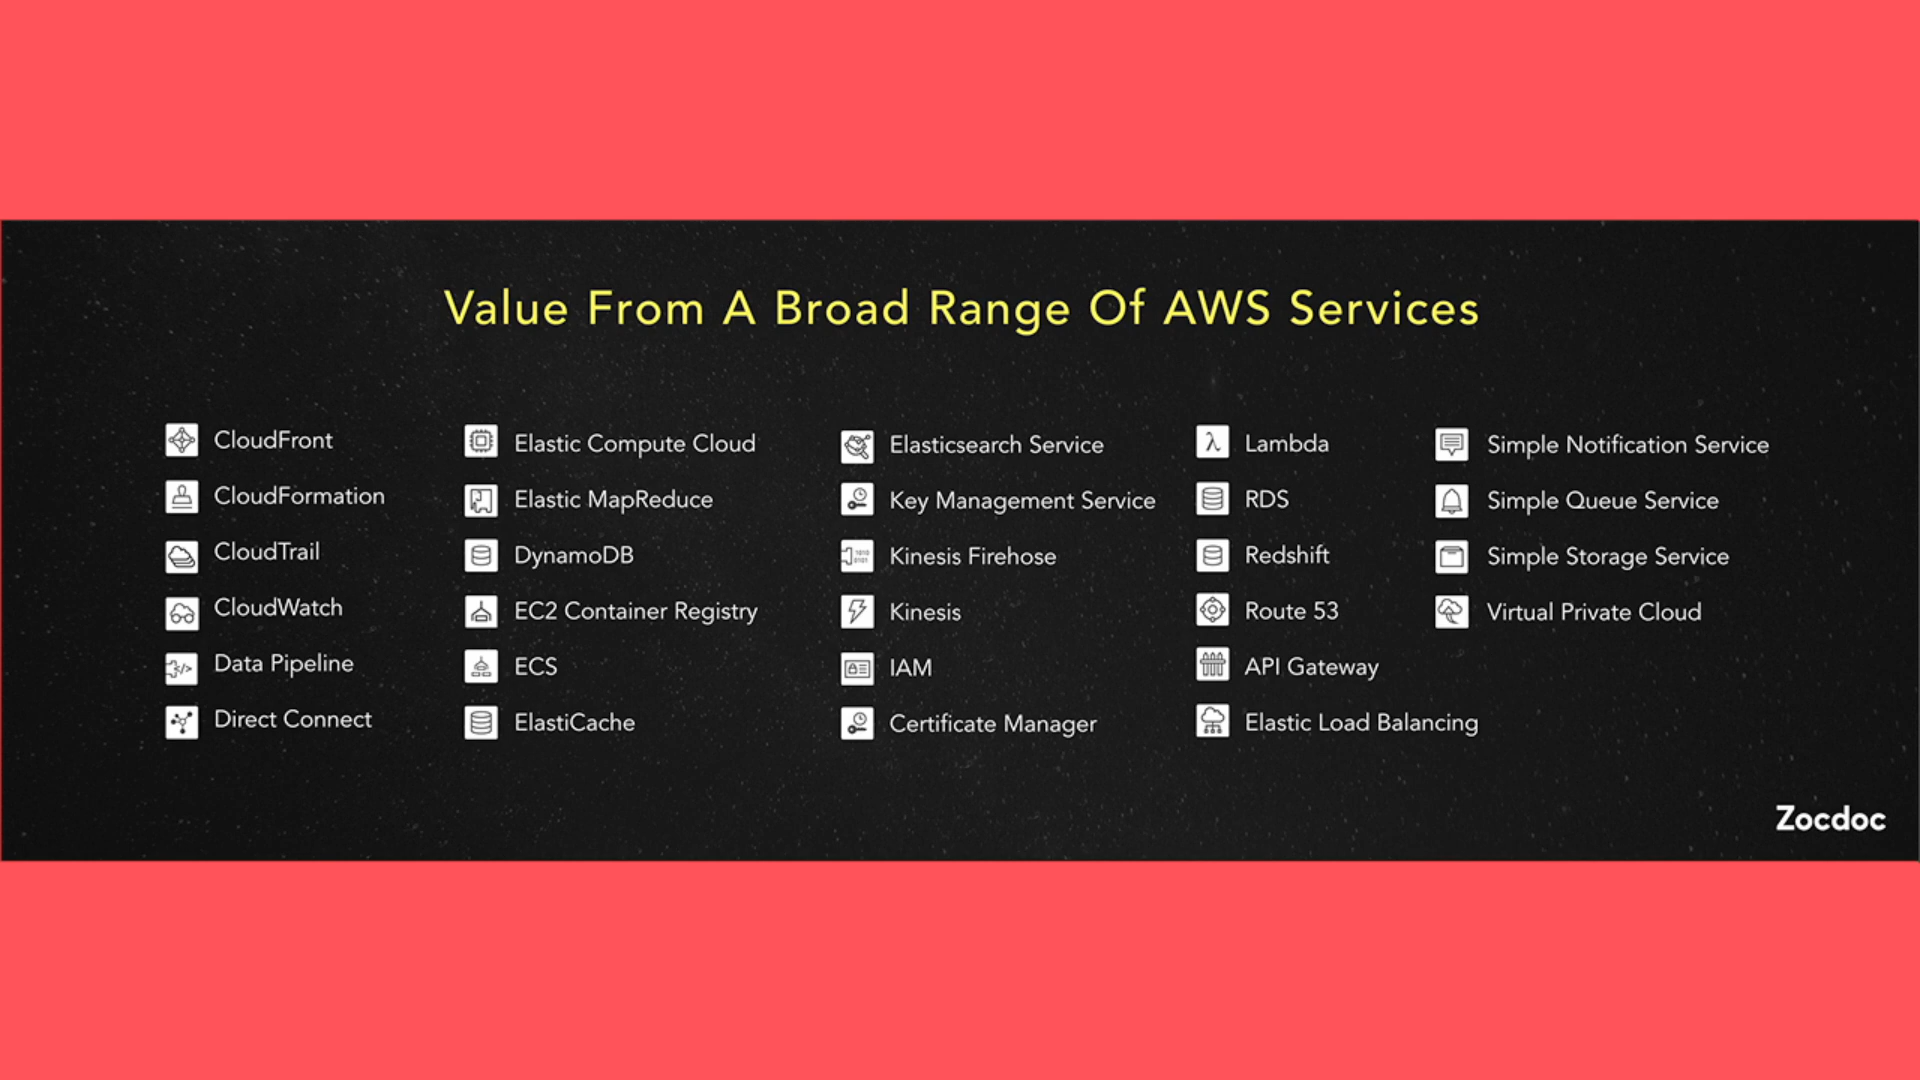 Value From A Broad Range Of AWS Services
CloudFront
CloudFormation
CloudTrail
CloudWatch
Data Pipeline
Direct Connect
Elastic Compute Cloud
Elastic MapReduce
DynamoDB
EC2 Container Registry
ECS
ElastiCache
Elasticsearch Service
Key Management Service
Kinesis Firehose
Kinesis
IAM
Certificate Manager
λ Lambda
RDS
Redshift
Route 53
API Gateway
Elastic Load Balancing
Simple Notification Service
Simple Queue Service
Simple Storage Service
Virtual Private Cloud
Zocdoc